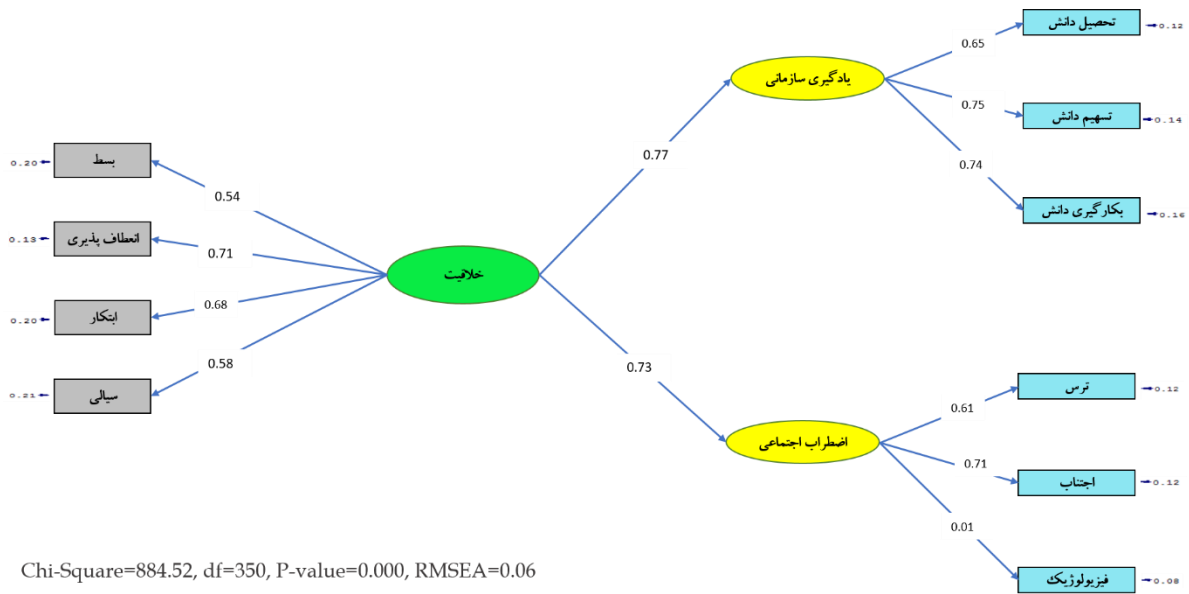 تحصیل دانش
0.12
0.65
یادگیری سازمانی
0.75
تسهیم دانش
0.14
0.77
0.74
بکارگیری دانش
0.16
0.20
بسط
0.54
0.13
انعطاف پذیری
0.71
خلاقیت
0.20
ابتکار
0.68
0.21
سیالی
0.58
0.73
ترس
0.12
0.61
اضطراب اجتماعی
0.71
اجتناب
0.12
0.01
فیزیولوژیک
0.08
Chi-Square=884.52, df=350, P-value=0.000, RMSEA=0.06